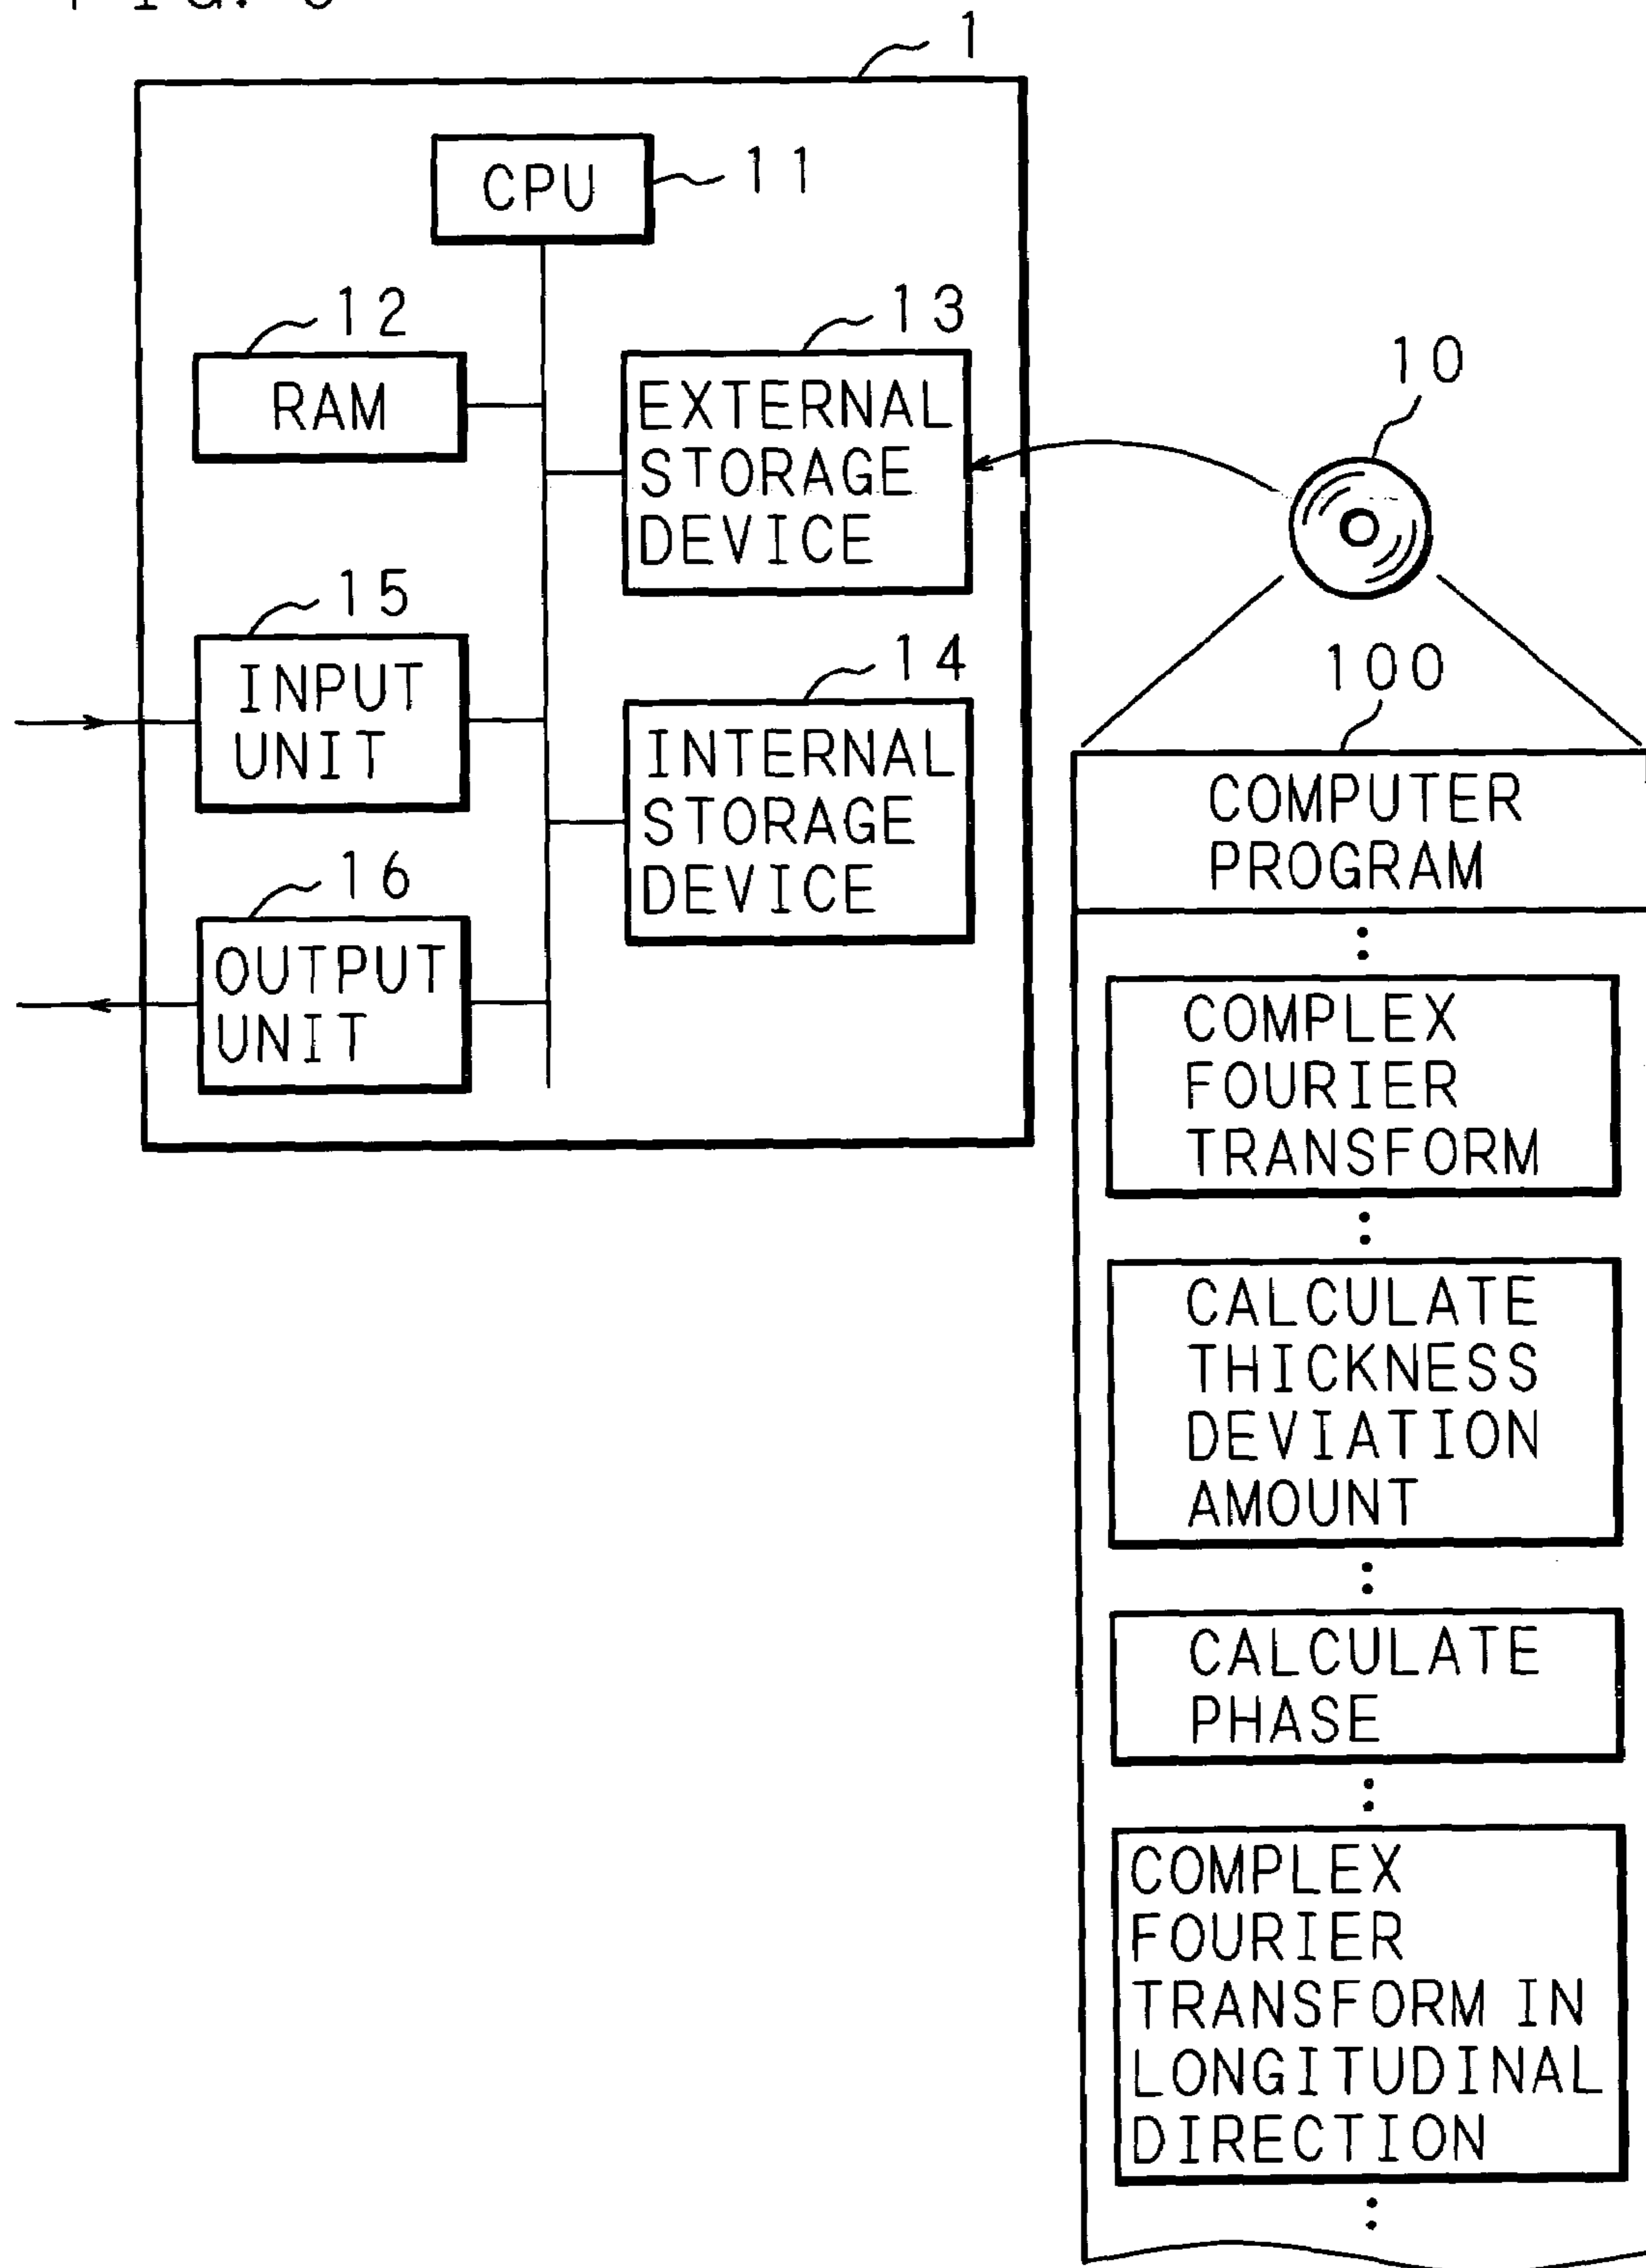 1
CPU
11
12
RAM
13
EXTERNAL
STORAGE
DEVICE
10
15
INPUT
UNIT
14
INTERNAL
STORAGE
DEVICE
16
OUTPUT
UNIT
100
COMPUTER
PROGRAM
COMPLEX
FOURIER
TRANSFORM
CALCULATE
THICKNESS
DEVIATION
AMOUNT
CALCULATE
PHASE
COMPLEX
FOURIER
TRANSFORM IN
LONGITUDINAL
DIRECTION